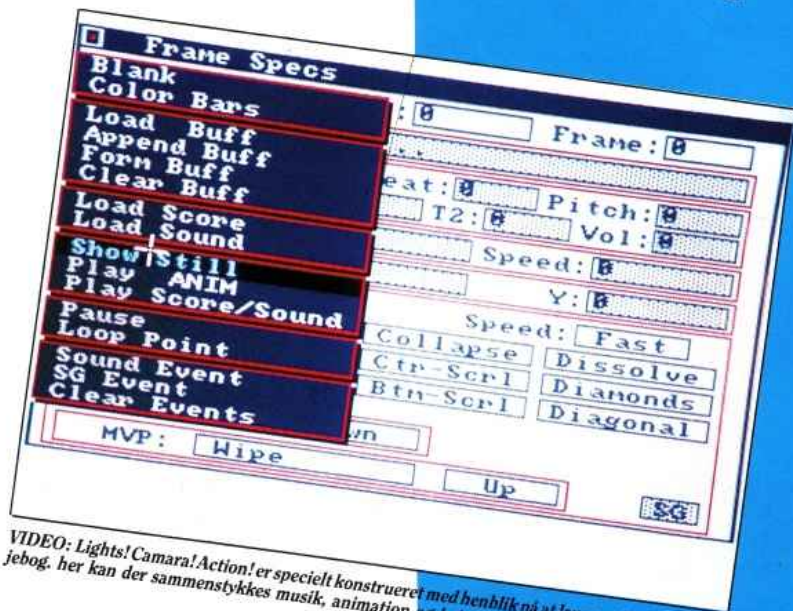 Frame Specs
Blank
Color Bars
Load Buff
Append Buff
Form Buff
Clear Buff
Load Score
Load Sound
Show Still
Play ANIM
Play Score/Sound
Pause
Loop Point
Sound Event
SG Event
Clear Events
:0 Frame:0
..
eat:0 Pitch:0
T2:0 Vol:0
Speed:0
Y:0
Speed: Fast
Collapse Dissolve
Ctr-Scrl Diamonds
Btn-Scrl Diagonal
wn
MVP: Wipe Up
SG
VIDEO: Lights! Camara! Action! er specielt konstrueret med henblik på at
jebog. her kan der sammenstykkes musik, animation